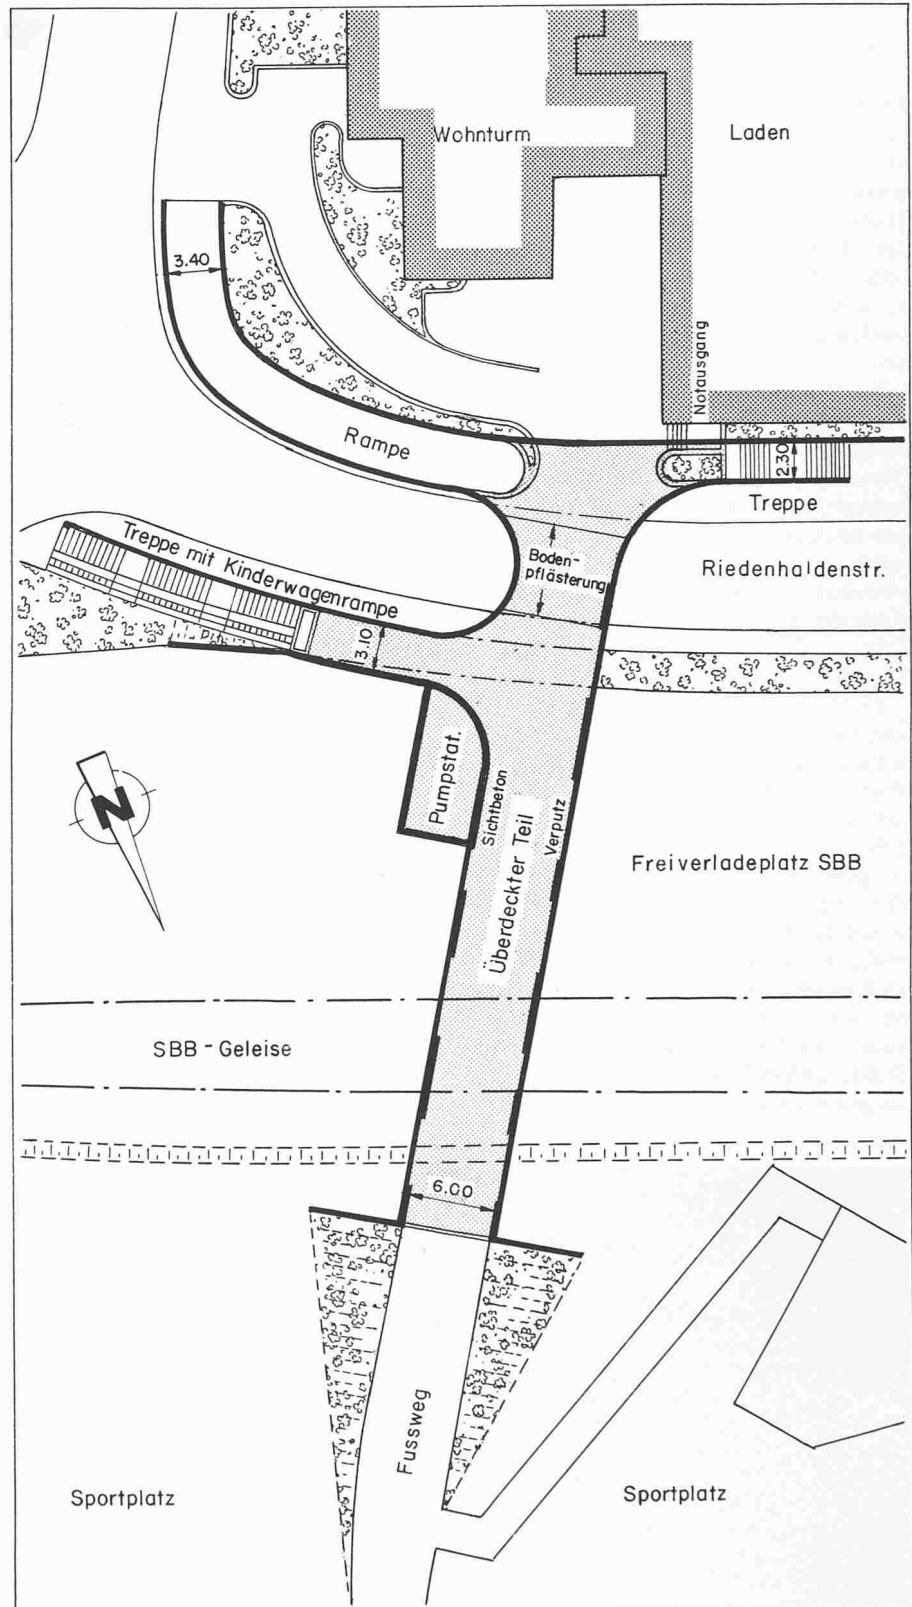 Wohnturm
Laden
3.40
Notausgang
Rampe
2.30
Treppe
Treppe mit Kinderwagenrampe
Boden-
pflästerung
Riedenhaldenstr.
3.10
Pumpstat.
Sichtbeton
Überdeckter Teil
Verputz
N
Freiverladeplatz SBB
SBB - Geleise
6.00
Fussweg
Sportplatz
Sportplatz